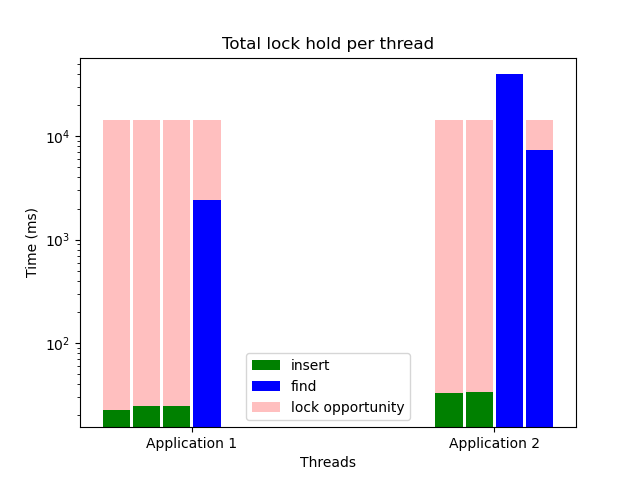 Total lock hold per thread
Time (ms)
10^4
10^3
10^2
insert
find
lock opportunity
Application 1
Application 2
Threads